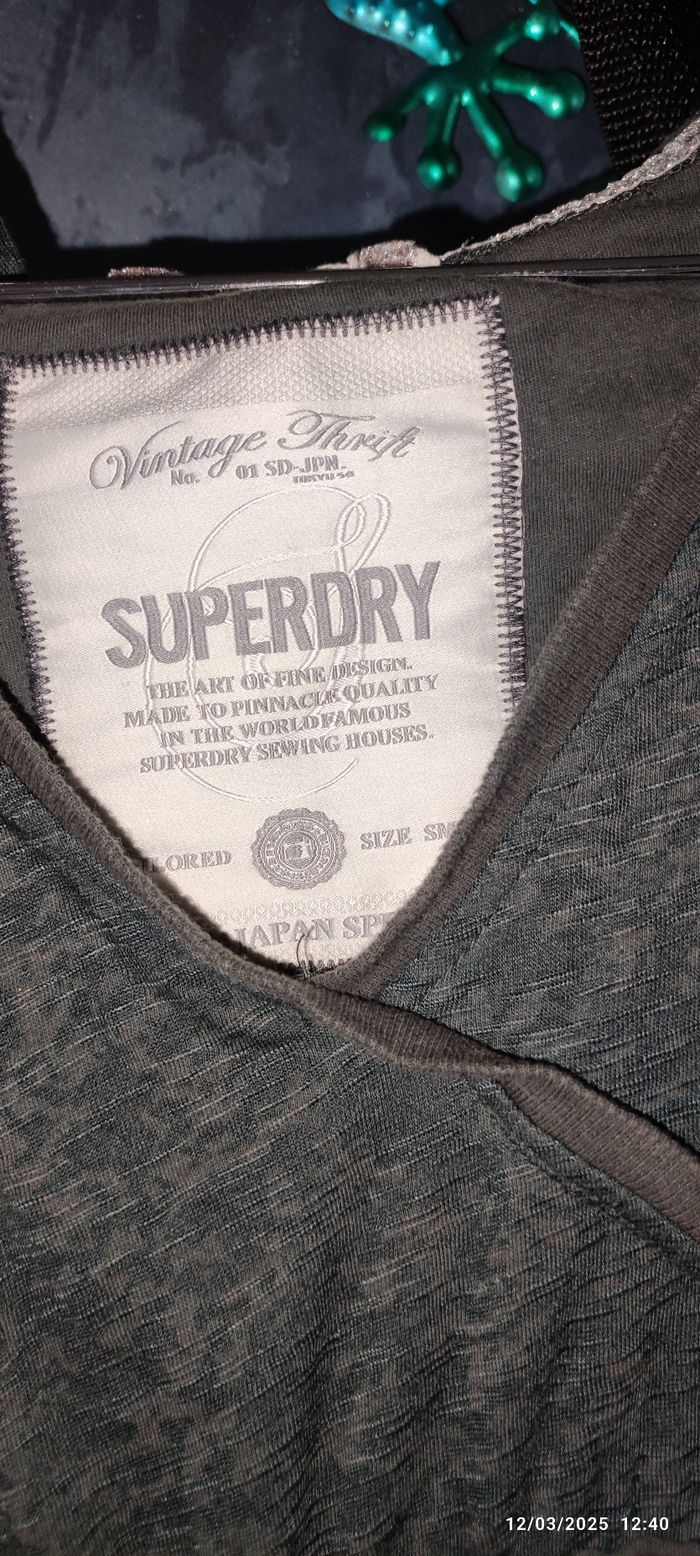 Vintage Thrift
No. 01 SD-JPN.
SUPERDRY
THE ART OF FINE DESIGN.
MADE TO PINNACLE QUALITY
IN THE WORLD FAMOUS
SUPERDRY SEWING HOUSES.
SIZE
JAPAN
12/03/2025 12:40